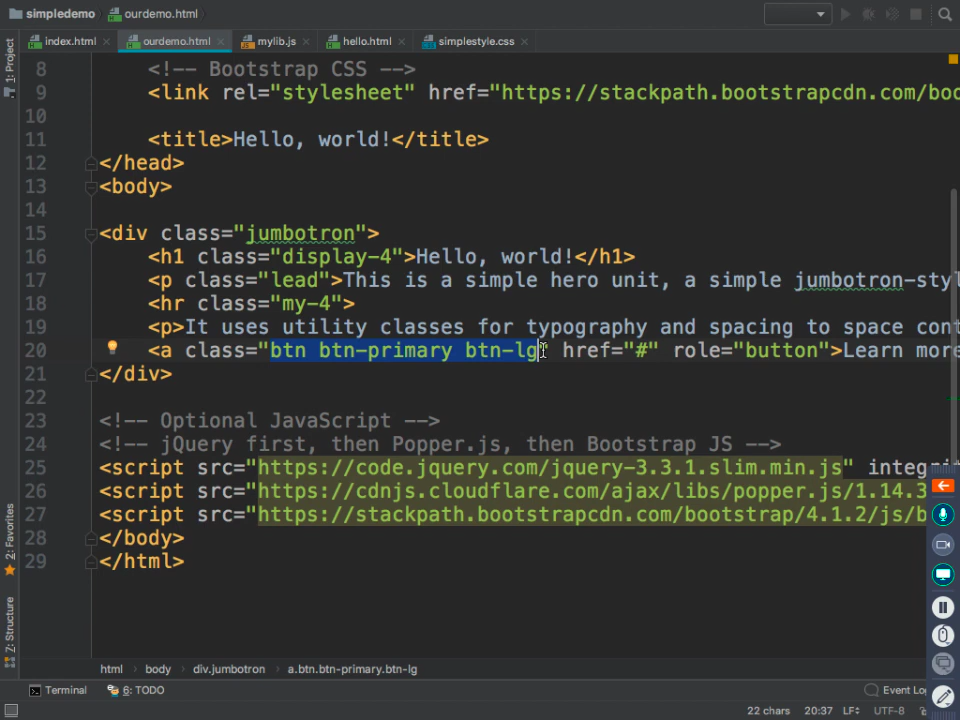 simpledemo ourdemo.html
index.html ourdemo.html mylib.js hello.html simplestyle.css
1: Project
8 <!-- Bootstrap CSS -->
9 <link rel="stylesheet" href="https://stackpath.bootstrapcdn.com/boo
10
11 <title>Hello, world!</title>
12 </head>
13 <body>
14
15 <div class="jumbotron">
16 <h1 class="display-4">Hello, world!</h1>
17 <p class="lead">This is a simple hero unit, a simple jumbotron-styl
18 <hr class="my-4">
19 <p>It uses utility classes for typography and spacing to space cont
20 <a class="btn btn-primary btn-lg" href="#" role="button">Learn more
21 </div>
22
23 <!-- Optional JavaScript -->
24 <!-- jQuery first, then Popper.js, then Bootstrap JS -->
25 <script src="https://code.jquery.com/jquery-3.3.1.slim.min.js" integrit
26 <script src="https://cdnjs.cloudflare.com/ajax/libs/popper.js/1.14.3
27 <script src="https://stackpath.bootstrapcdn.com/bootstrap/4.1.2/js/b
28 </body>
29 </html>
2: Favorites
7: Structure
html body div.jumbotron a.btn.btn-primary.btn-lg
Terminal 6: TODO Event Log
22 chars 20:37 LF÷ UTF-8